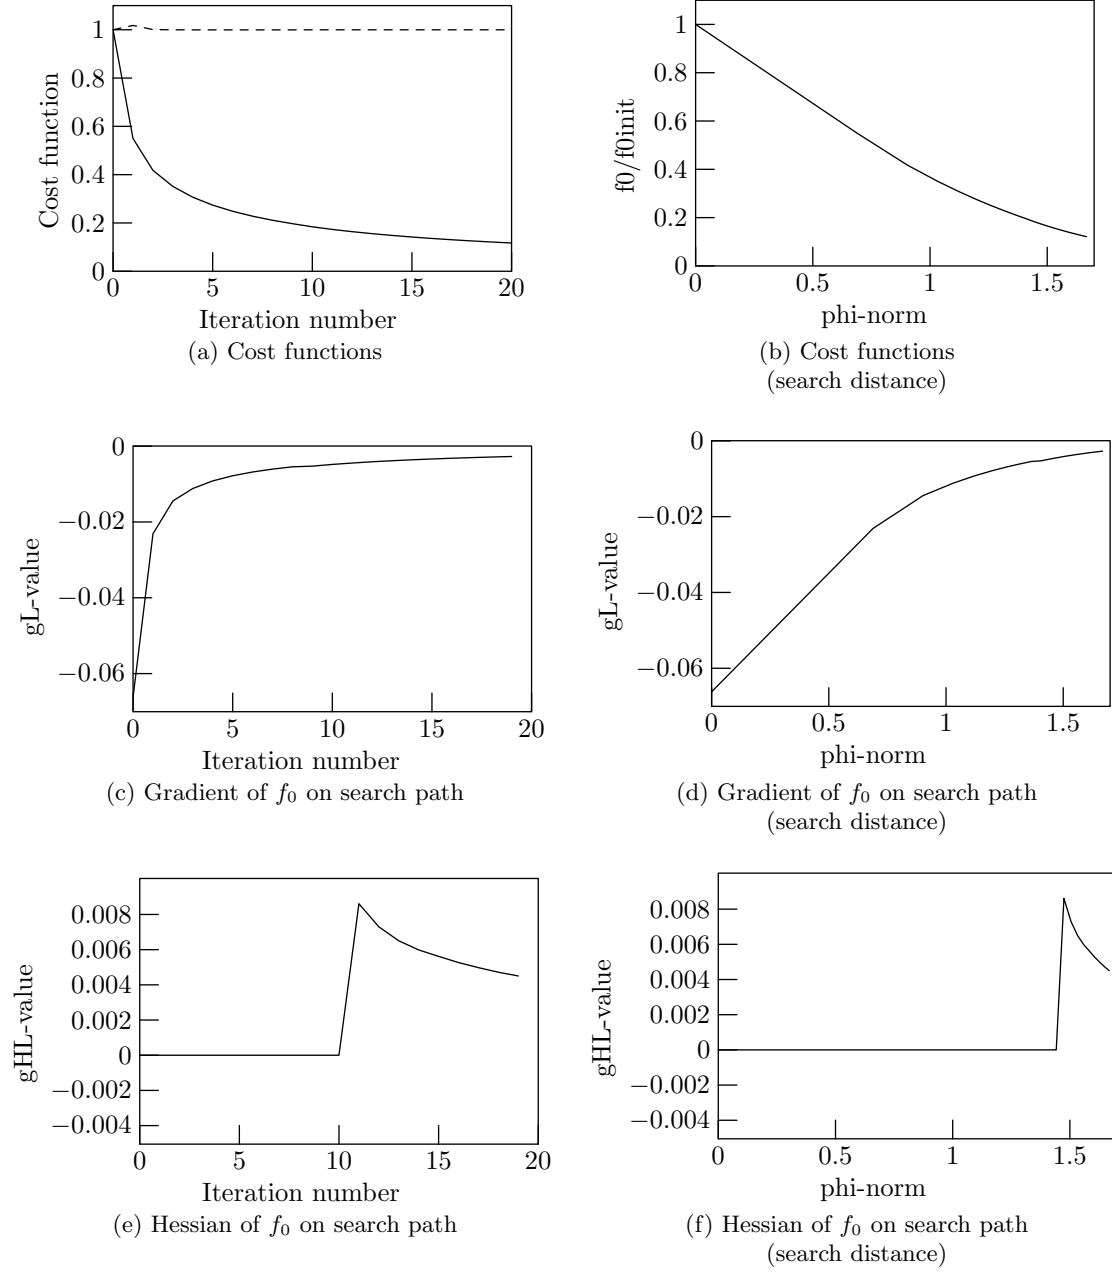 1
0.8
0.6
0.4
0.2
0
0 5 10 15 20
Cost function
Iteration number
(a) Cost functions
1
0.8
0.6
0.4
0.2
0
0 0.5 1 1.5
f0/f0init
phi-norm
(b) Cost functions
(search distance)
0
−0.02
−0.04
−0.06
0 5 10 15 20
gL-value
Iteration number
(c) Gradient of f₀ on search path
0
−0.02
−0.04
−0.06
0 0.5 1 1.5
gL-value
phi-norm
(d) Gradient of f₀ on search path
(search distance)
0.008
0.006
0.004
0.002
0
−0.002
−0.004
0 5 10 15 20
gHL-value
Iteration number
(e) Hessian of f₀ on search path
0.008
0.006
0.004
0.002
0
−0.002
−0.004
0 0.5 1 1.5
gHL-value
phi-norm
(f) Hessian of f₀ on search path
(search distance)